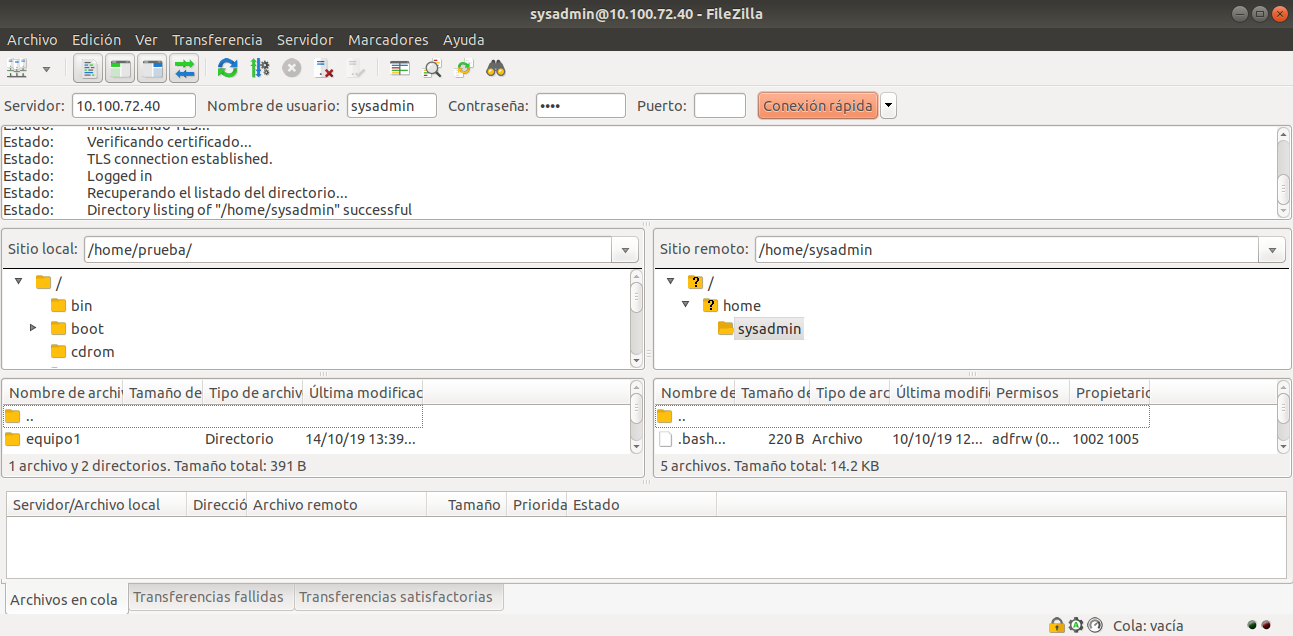 sysadmin@10.100.72.40 - FileZilla
Archivo Edición Ver Transferencia Servidor Marcadores Ayuda
Servidor: 10.100.72.40 Nombre de usuario: sysadmin Contraseña: •••• Puerto: Conexión rápida
Estado: Inicializando TLS...
Estado: Verificando certificado...
Estado: TLS connection established.
Estado: Logged in
Estado: Recuperando el listado del directorio...
Estado: Directory listing of "/home/sysadmin" successful
Sitio local: /home/prueba/
/
bin
boot
cdrom
Sitio remoto: /home/sysadmin
/
home
sysadmin
Nombre de archi Tamaño de Tipo de archiv Última modificac
..
equipo1 Directorio 14/10/19 13:39...
1 archivo y 2 directorios. Tamaño total: 391 B
Nombre de Tamaño de Tipo de arc Última modifi Permisos Propietario
..
.bash... 220 B Archivo 10/10/19 12... adfrw (0... 1002 1005
5 archivos. Tamaño total: 14.2 KB
Servidor/Archivo local Direcció Archivo remoto Tamaño Priorida Estado
Archivos en cola Transferencias fallidas Transferencias satisfactorias
Cola: vacía